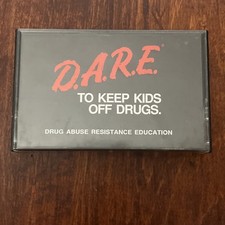 D.A.R.E.®
TO KEEP KIDS
OFF DRUGS.
DRUG ABUSE RESISTANCE EDUCATION